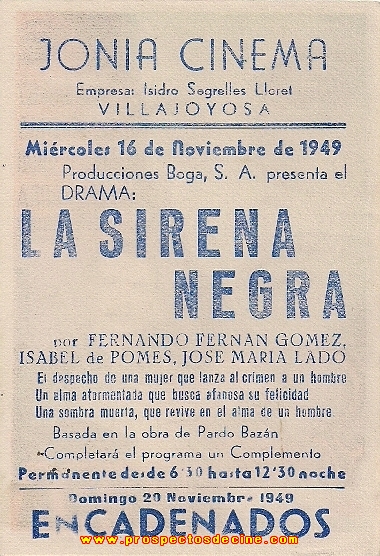 JONIA CINEMA
Empresa: Isidro Segrelles Lloret
VILLAJOYOSA
Miércoles 16 de Noviembre de 1949
Producciones Boga, S. A. presenta el
DRAMA:
LA SIRENA
NEGRA
por FERNANDO FERNAN GOMEZ,
ISABEL de POMES, JOSE MARIA LADO
El despecho de una mujer que lanza al crimen a un hombre
Un alma atormentada que busca afanosa su felicidad
Una sombra muerta, que revive en el alma de un hombre
Basada en la obra de Pardo Bazán
Completará el programa un Complemento
Permanente desde 6'30 hasta 12'30 noche
Domingo 20 Noviembre 1949
ENCADENADOS
www.prospectosdecine.com